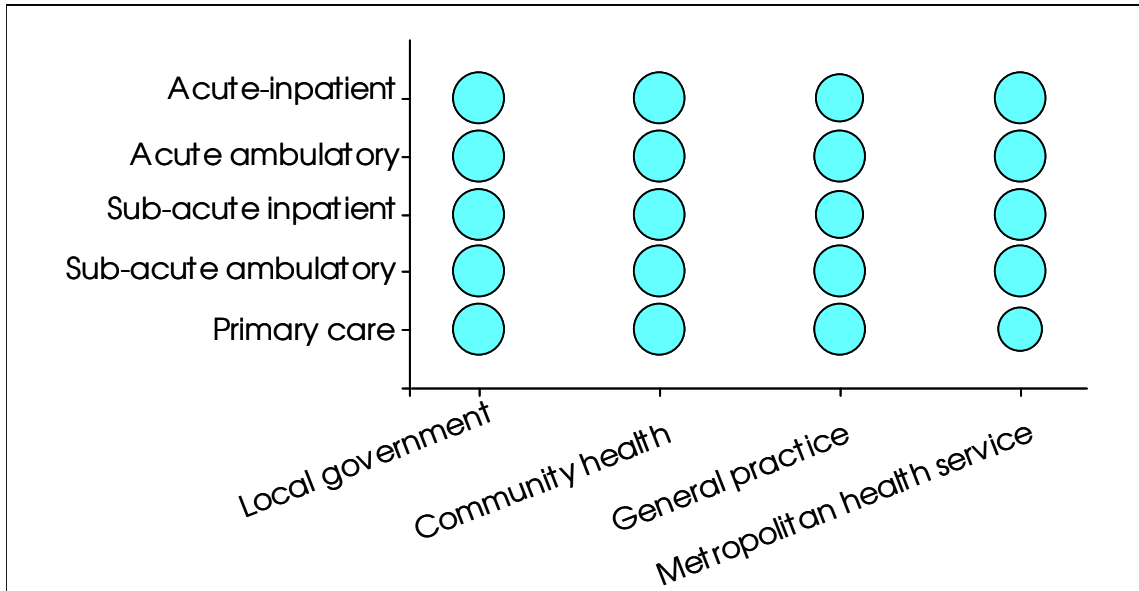 Acute-inpatient
Acute ambulatory
Sub-acute inpatient
Sub-acute ambulatory
Primary care
Local government
Community health
General practice
Metropolitan health service